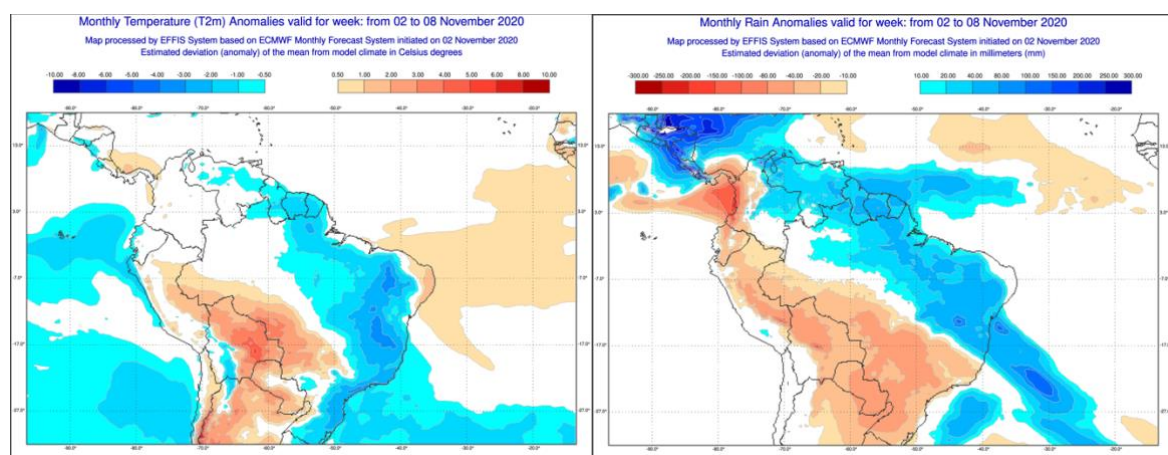 Monthly Temperature (T2m) Anomalies valid for week: from 02 to 08 November 2020
Map processed by EFFIS System based on ECMWF Monthly Forecast System initiated on 02 November 2020
Estimated deviation (anomaly) of the mean from model climate in Celsius degrees
-10.00 -8.00 -6.00 -5.00 -4.00 -3.00 -2.00 -1.00 -0.50
0.50 1.00 2.00 3.00 4.00 5.00 6.00 8.00 10.00
Monthly Rain Anomalies valid for week: from 02 to 08 November 2020
Map processed by EFFIS System based on ECMWF Monthly Forecast System initiated on 02 November 2020
Estimated deviation (anomaly) of the mean from model climate in millimeters (mm)
-300.00 -250.00 -200.00 -150.00 -100.00 -80.00 -60.00 -40.00 -20.00 -10.00
10.00 20.00 40.00 60.00 80.00 100.00 150.00 200.00 250.00 300.00